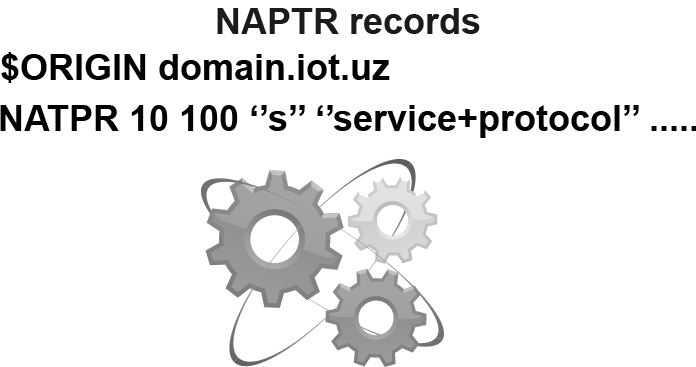 NAPTR records
$ORIGIN domain.iot.uz
NATPR 10 100 ‘’s’’ ‘’service+protocol’’ .....